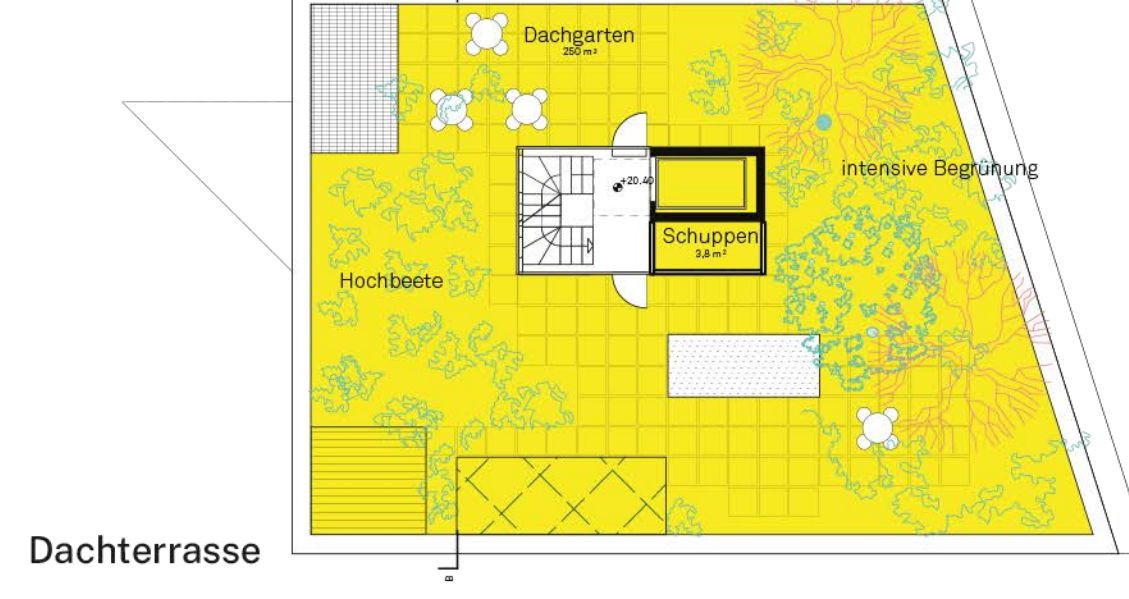 Dachgarten
250 m²
intensive Begrünung
+20.40
Schuppen
3,8 m²
Hochbeete
Dachterrasse
B